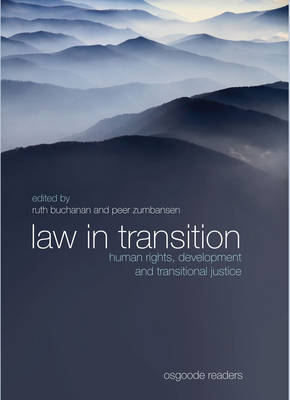 edited by
ruth buchanan and peer zumbansen
law in transition
human rights, development
and transitional justice
osgoode readers